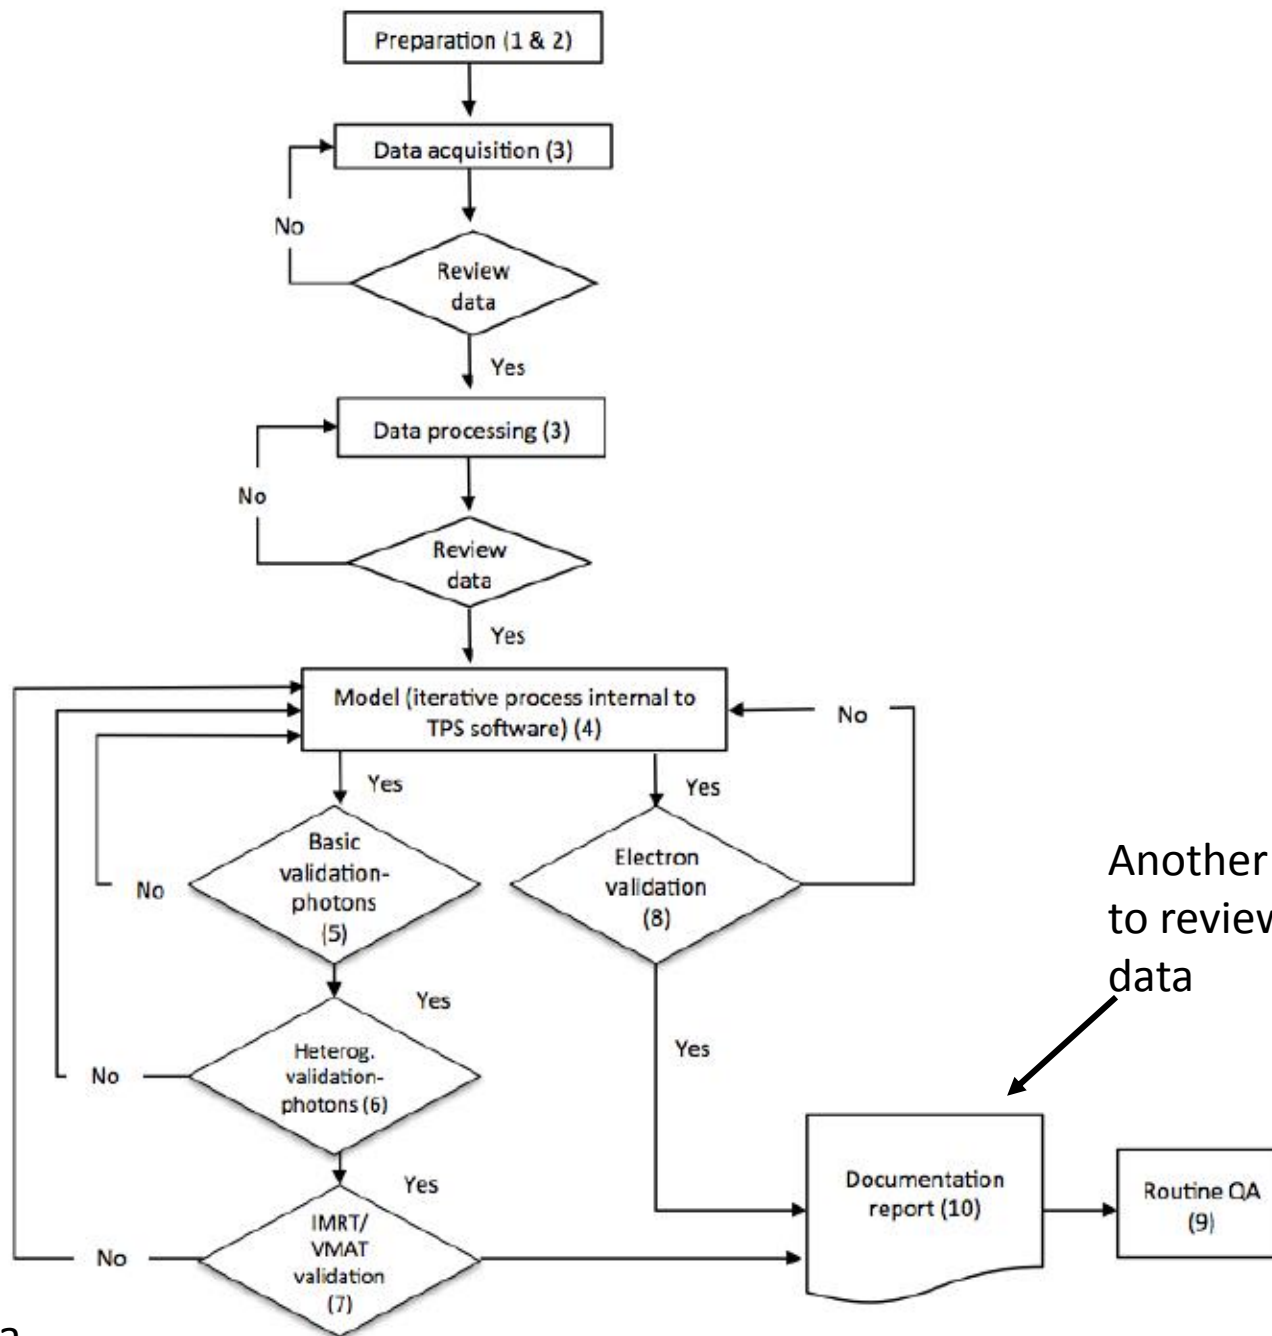 Preparation (1 & 2)
Data acquisition (3)
No
Review
data
Yes
Data processing (3)
No
Review
data
Yes
Model (iterative process internal to
TPS software) (4)
No
Yes
Yes
Basic
validation-
photons
(5)
No
Electron
validation
(8)
Another
to review
data
Yes
Heterog.
validation-
photons (6)
No
Yes
Yes
IMRT/
VMAT
validation
(7)
No
Documentation
report (10)
Routine QA
(9)